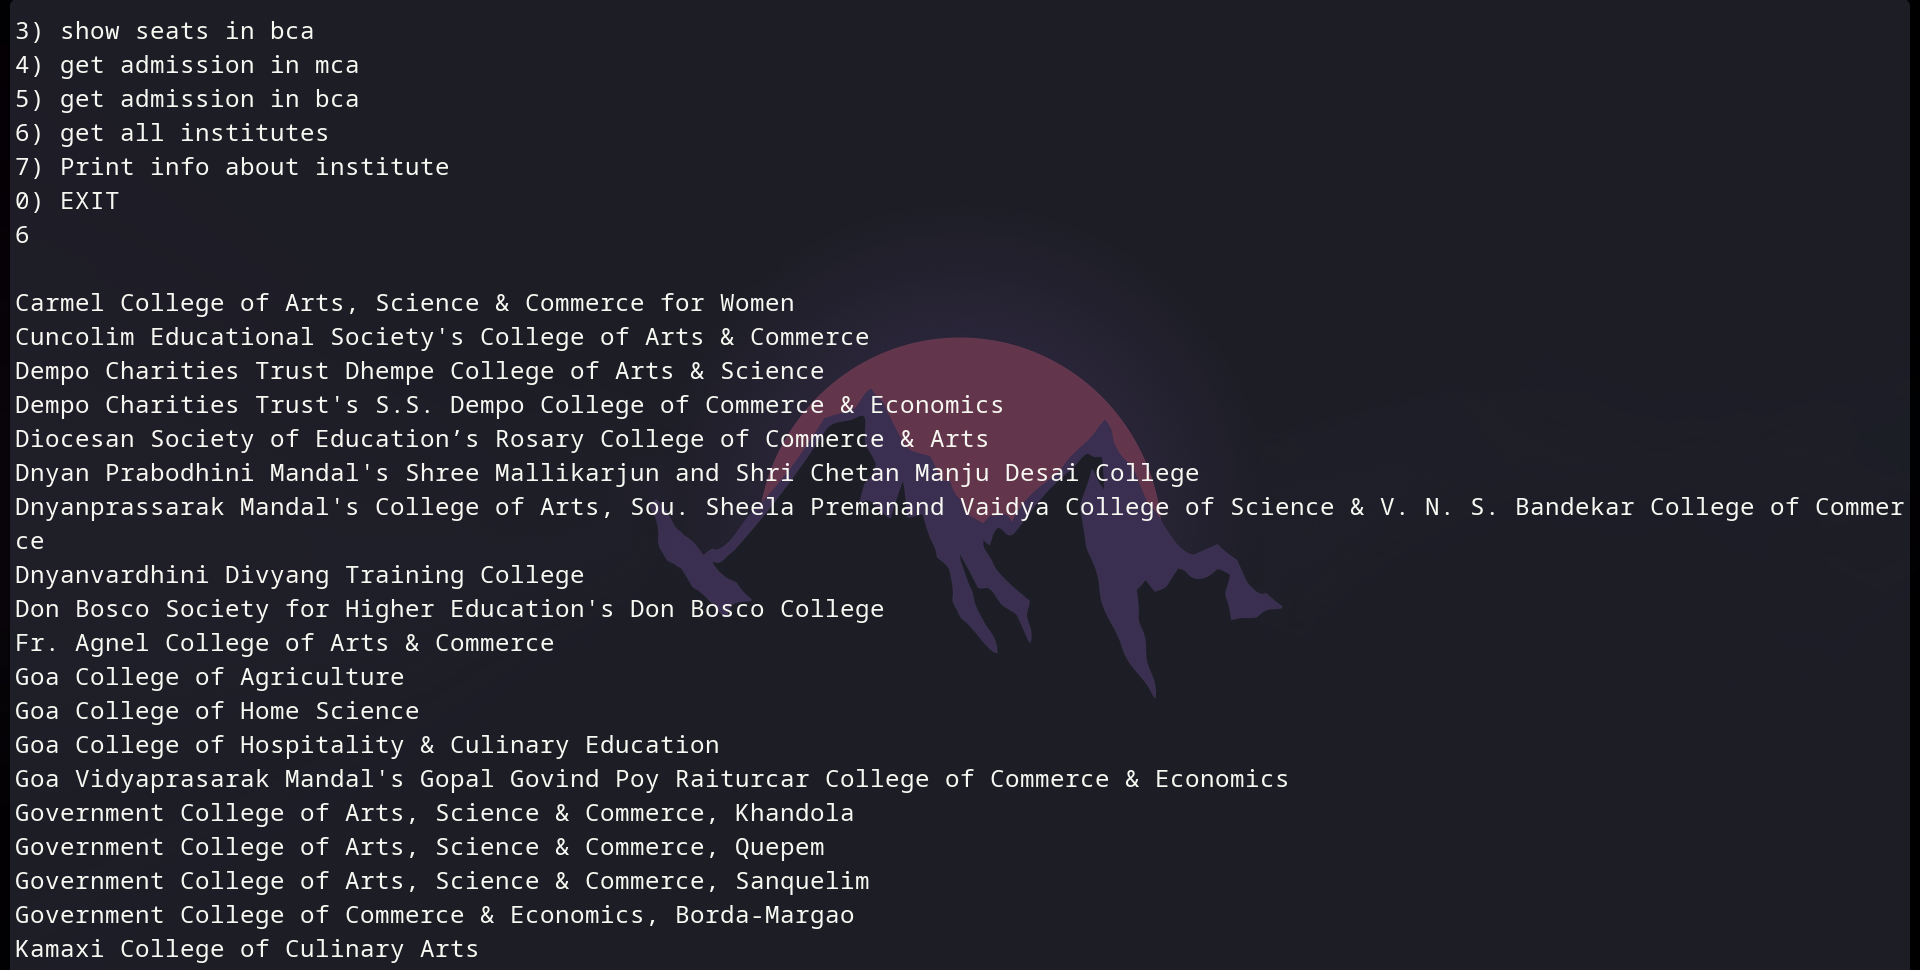 3) show seats in bca
4) get admission in mca
5) get admission in bca
6) get all institutes
7) Print info about institute
0) EXIT
6
Carmel College of Arts, Science & Commerce for Women
Cuncolim Educational Society's College of Arts & Commerce
Dempo Charities Trust Dhempe College of Arts & Science
Dempo Charities Trust's S.S. Dempo College of Commerce & Economics
Diocesan Society of Education’s Rosary College of Commerce & Arts
Dnyan Prabodhini Mandal's Shree Mallikarjun and Shri Chetan Manju Desai College
Dnyanprassarak Mandal's College of Arts, Sou. Sheela Premanand Vaidya College of Science & V. N. S. Bandekar College of Commer
ce
Dnyanvardhini Divyang Training College
Don Bosco Society for Higher Education's Don Bosco College
Fr. Agnel College of Arts & Commerce
Goa College of Agriculture
Goa College of Home Science
Goa College of Hospitality & Culinary Education
Goa Vidyaprasarak Mandal's Gopal Govind Poy Raiturcar College of Commerce & Economics
Government College of Arts, Science & Commerce, Khandola
Government College of Arts, Science & Commerce, Quepem
Government College of Arts, Science & Commerce, Sanquelim
Government College of Commerce & Economics, Borda-Margao
Kamaxi College of Culinary Arts